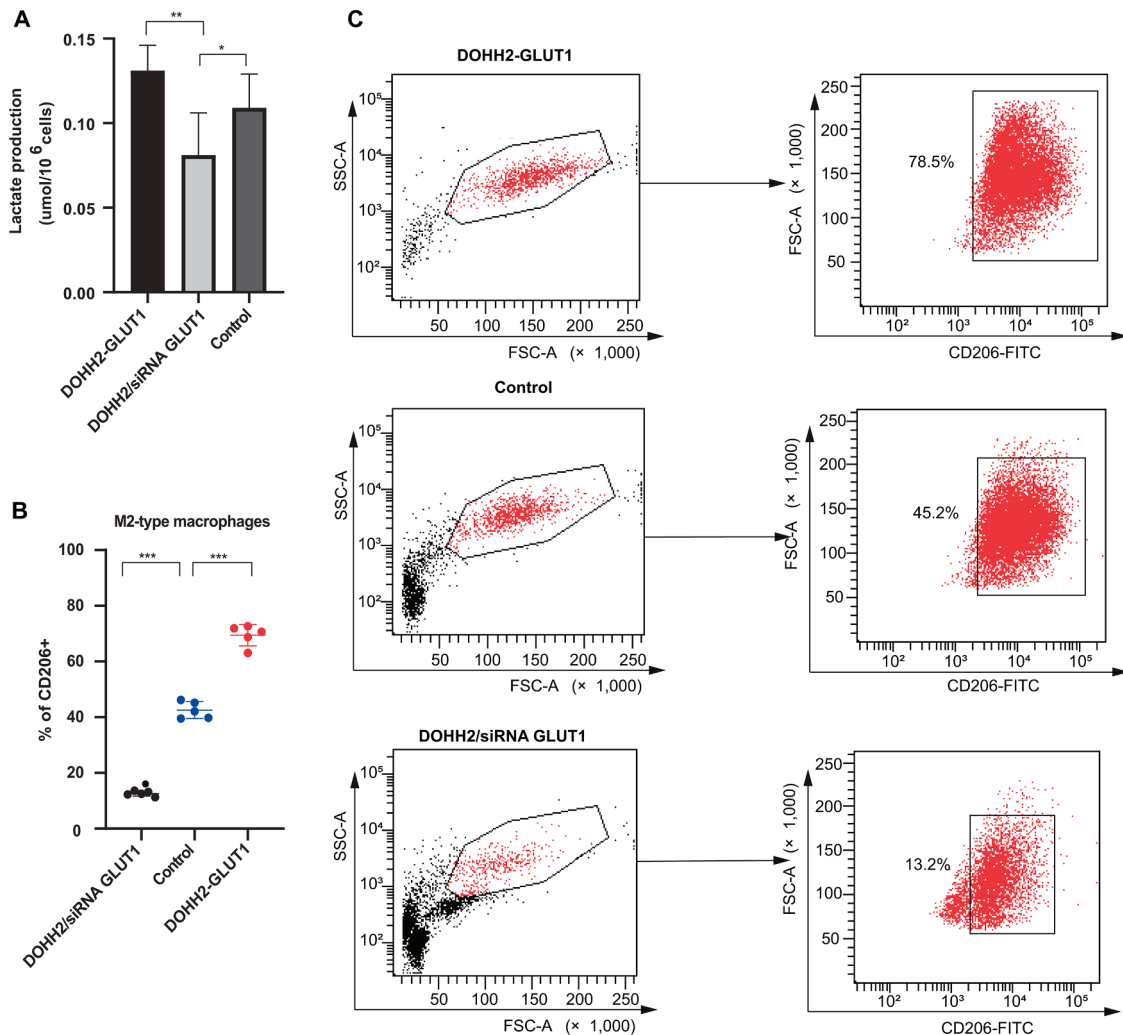 A
**
*
0.15
0.10
0.05
0.00
Lactate production
(umol/10⁶cells)
DOHH2-GLUT1
DOHH2/siRNA GLUT1
Control
B
M2-type macrophages
***
***
100
80
60
40
20
0
% of CD206+
DOHH2/siRNA GLUT1
Control
DOHH2-GLUT1
C
DOHH2-GLUT1
10⁵
10⁴
10³
10²
SSC-A
50 100 150 200 250
FSC-A (× 1,000)
78.5%
250
200
150
100
50
FSC-A (× 1,000)
10² 10³ 10⁴ 10⁵
CD206-FITC
Control
10⁵
10⁴
10³
10²
SSC-A
50 100 150 200 250
FSC-A (× 1,000)
45.2%
250
200
150
100
50
FSC-A (× 1,000)
10² 10³ 10⁴ 10⁵
CD206-FITC
DOHH2/siRNA GLUT1
10⁵
10⁴
10³
10²
SSC-A
50 100 150 200 250
FSC-A (× 1,000)
13.2%
250
200
150
100
50
FSC-A (× 1,000)
10² 10³ 10⁴ 10⁵
CD206-FITC